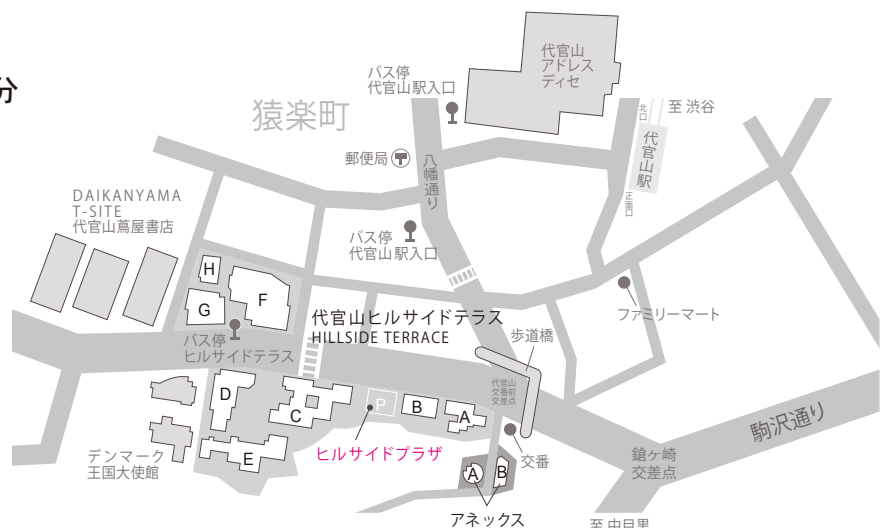 分
代官山
アドレス
ディセ
バス停
代官山駅入口
北口
至 渋谷
猿楽町
代官山駅
郵便局
八幡通り
正面口
DAIKANYAMA
T-SITE
代官山蔦屋書店
バス停
代官山駅入口
H
G
F
代官山ヒルサイドテラス
HILLSIDE TERRACE
ファミリーマート
歩道橋
バス停
ヒルサイドテラス
代官山
交番前
交差点
D
C
P
B
A
E
駒沢通り
ヒルサイドプラザ
デンマーク
王国大使館
交番
鎗ヶ崎
交差点
A
B
アネックス
至 中目黒